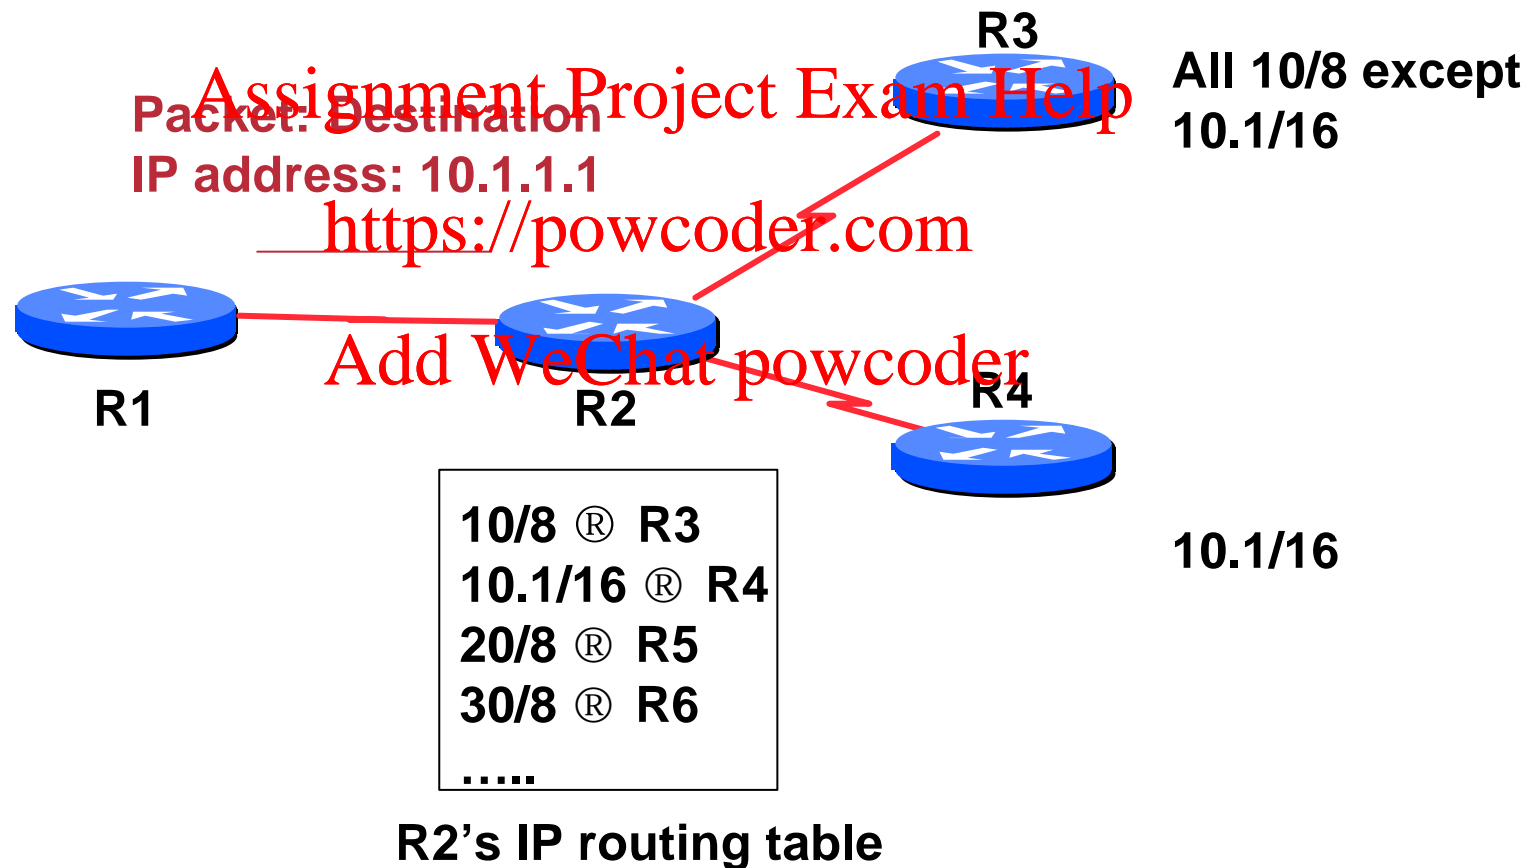 R3
All 10/8 except
10.1/16
Assignment Project Exam Help
Packet: Destination
IP address: 10.1.1.1
https://powcoder.com
Add WeChat powcoder
R1
R2
R4
10/8 ® R3
10.1/16 ® R4
20/8 ® R5
30/8 ® R6
…..
10.1/16
R2’s IP routing table